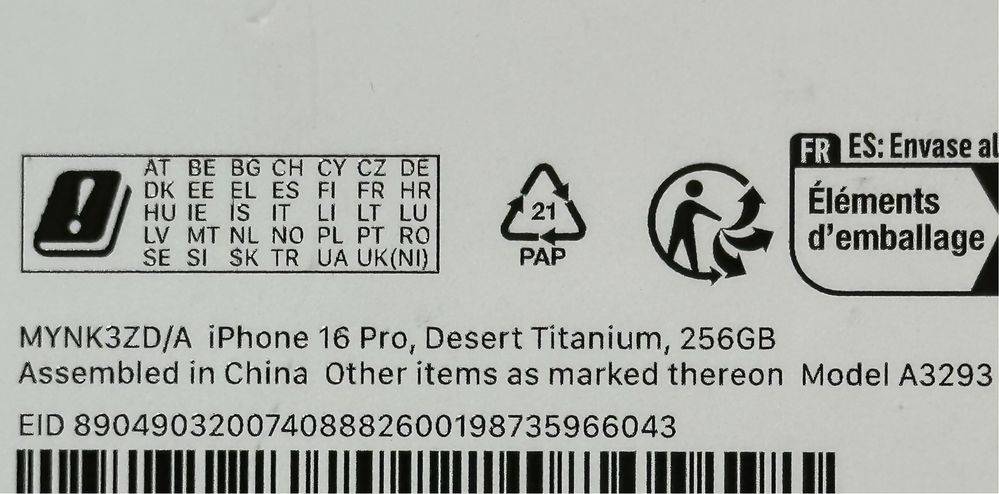 AT BE BG CH CY CZ DE
DK EE EL ES FI FR HR
HU IE IS IT LI LT LU
LV MT NL NO PL PT RO
SE SI SK TR UA UK(NI)
21
PAP
FR ES: Envase al
Éléments
d'emballage
MYNK3ZD/A iPhone 16 Pro, Desert Titanium, 256GB
Assembled in China Other items as marked thereon Model A3293
EID 89049032007408882600198735966043